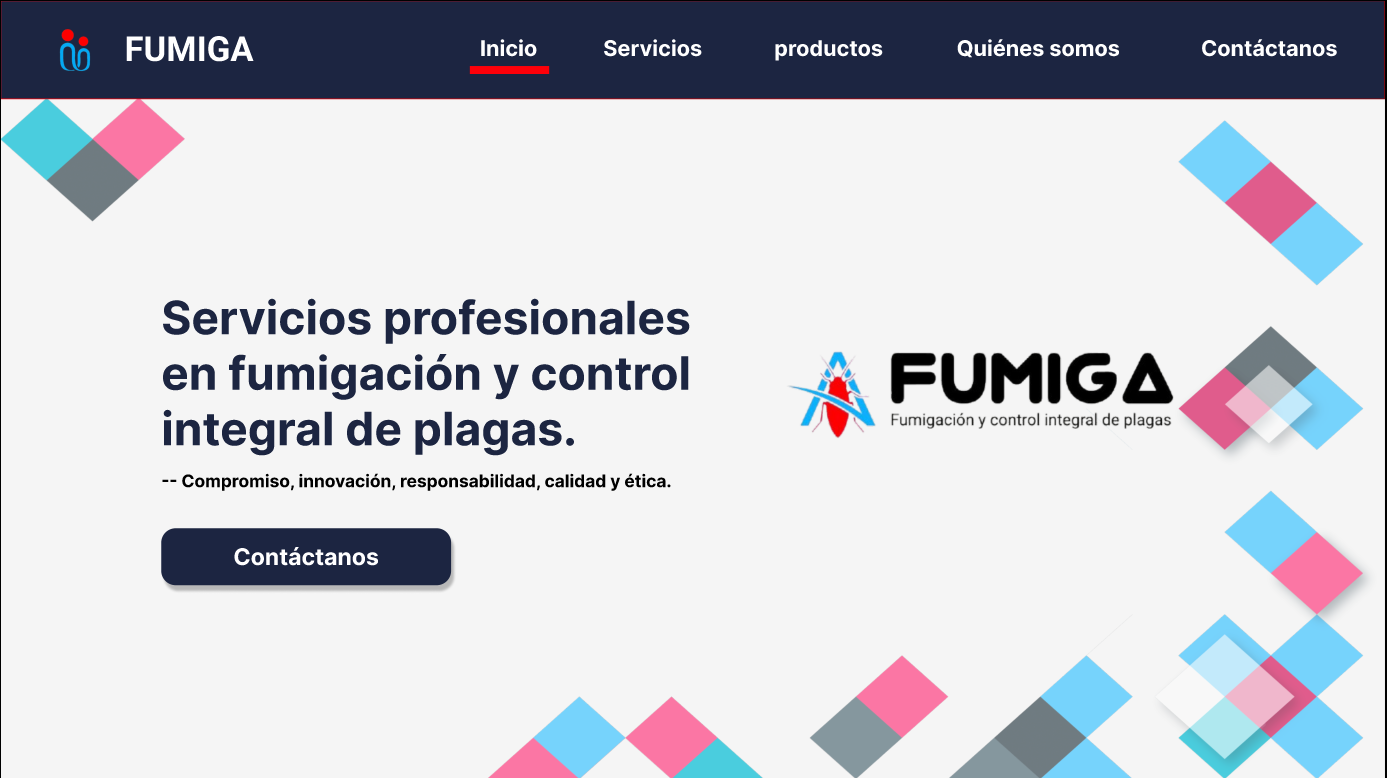 FUMIGA
Inicio
Servicios
productos
Quiénes somos
Contáctanos
Servicios profesionales
en fumigación y control
integral de plagas.
-- Compromiso, innovación, responsabilidad, calidad y ética.
Contáctanos
FUMIGA
Fumigación y control integral de plagas